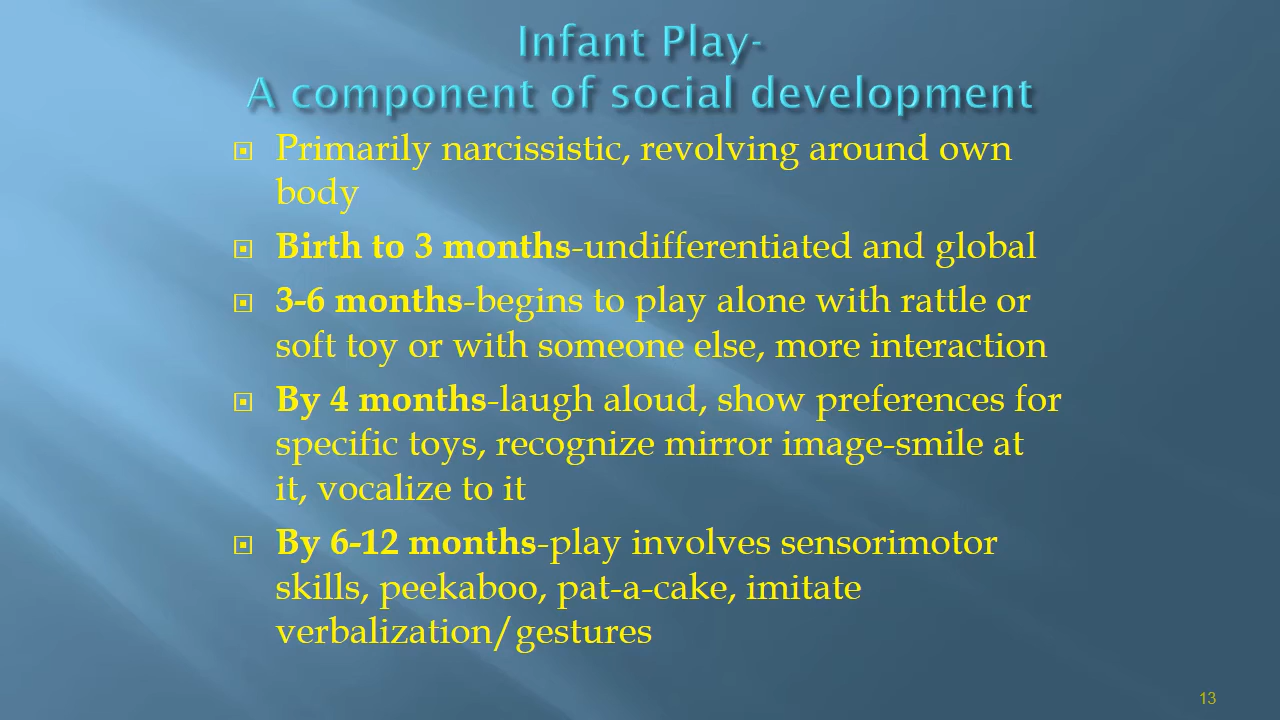 Infant Play-
A component of social development
Primarily narcissistic, revolving around own
body
Birth to 3 months-undifferentiated and global
3-6 months-begins to play alone with rattle or
soft toy or with someone else, more interaction
By 4 months-laugh aloud, show preferences for
specific toys, recognize mirror image-smile at
it, vocalize to it
By 6-12 months-play involves sensorimotor
skills, peekaboo, pat-a-cake, imitate
verbalization/gestures
13